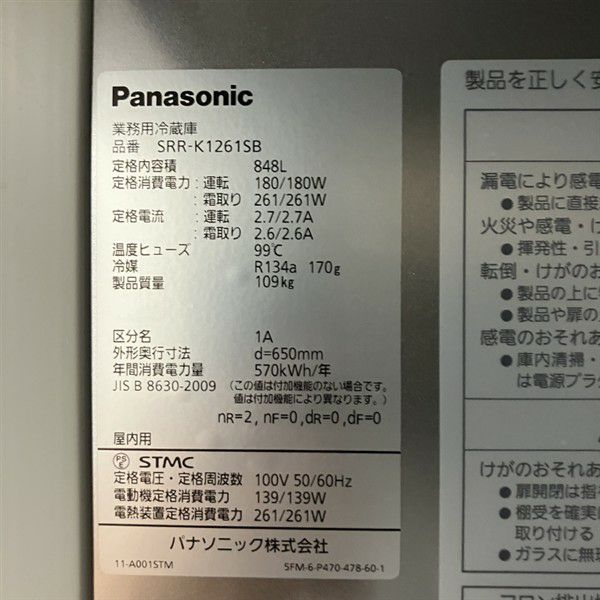 Panasonic
業務用冷蔵庫
品番 SRR-K1261SB
定格内容積 848L
定格消費電力：運転 180/180W
：霜取り 261/261W
定格電流 ：運転 2.7/2.7A
：霜取り 2.6/2.6A
温度ヒューズ 99℃
冷媒 R134a 170g
製品質量 109kg
区分名 1A
外形奥行寸法 d=650mm
年間消費電力量 570kWh/年
JIS B 8630-2009 （この値は付加機能のない場合です。
値は付加機能により異なります。）
nR=2, nF=0, dR=0, dF=0
屋内用
PS E STMC
定格電圧・定格周波数 100V 50/60Hz
電動機定格消費電力 139/139W
電熱装置定格消費電力 261/261W
パナソニック株式会社
11-A001STM SFM-6-P470-478-60-1
製品を正しく安
漏電により感電
●製品に直接
火災や感電・け
●揮発性・引
転倒・けがのお
●製品の上に
●製品や扉の
感電のおそれあ
●庫内清掃・
は電源プラ
けがのおそれあ
●扉開閉は指
●棚受を確実に
取り付ける
●ガラスに無理
フロン排出